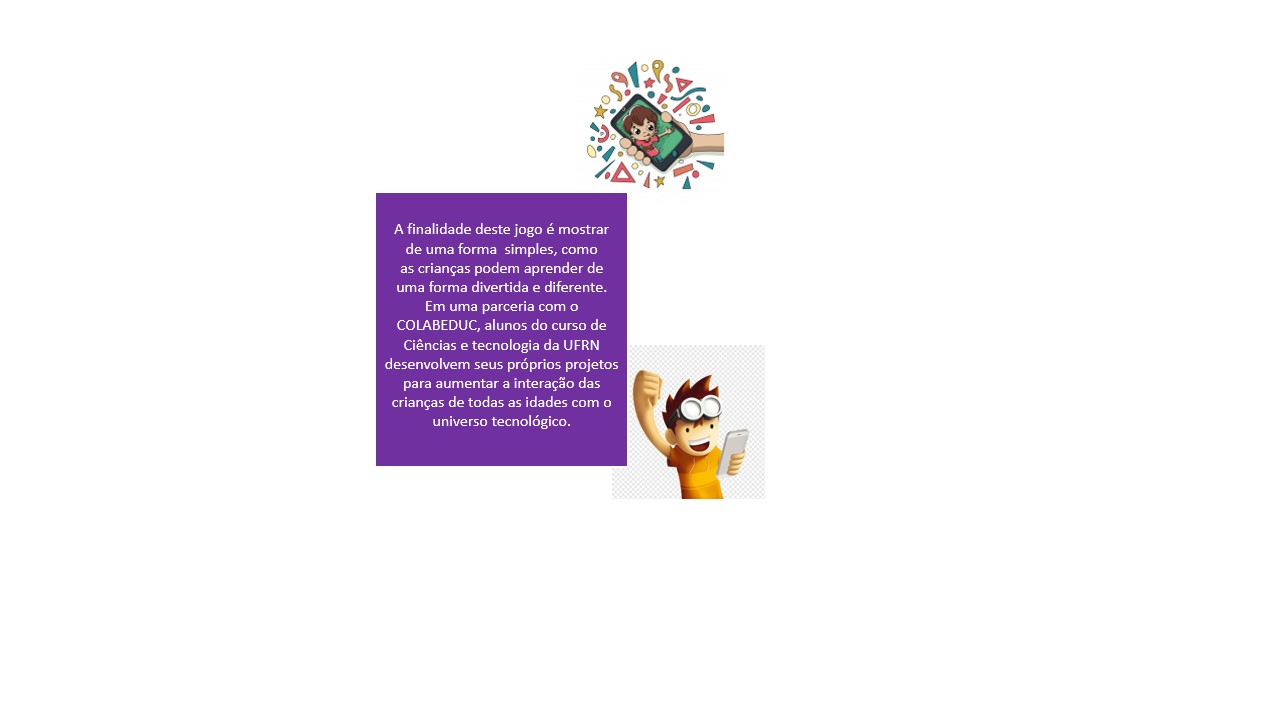 A finalidade deste jogo é mostrar
de uma forma  simples, como
as crianças podem aprender de
uma forma divertida e diferente.
Em uma parceria com o
COLABEDUC, alunos do curso de
Ciências e tecnologia da UFRN
desenvolvem seus próprios projetos
para aumentar a interação das
crianças de todas as idades com o
universo tecnológico.